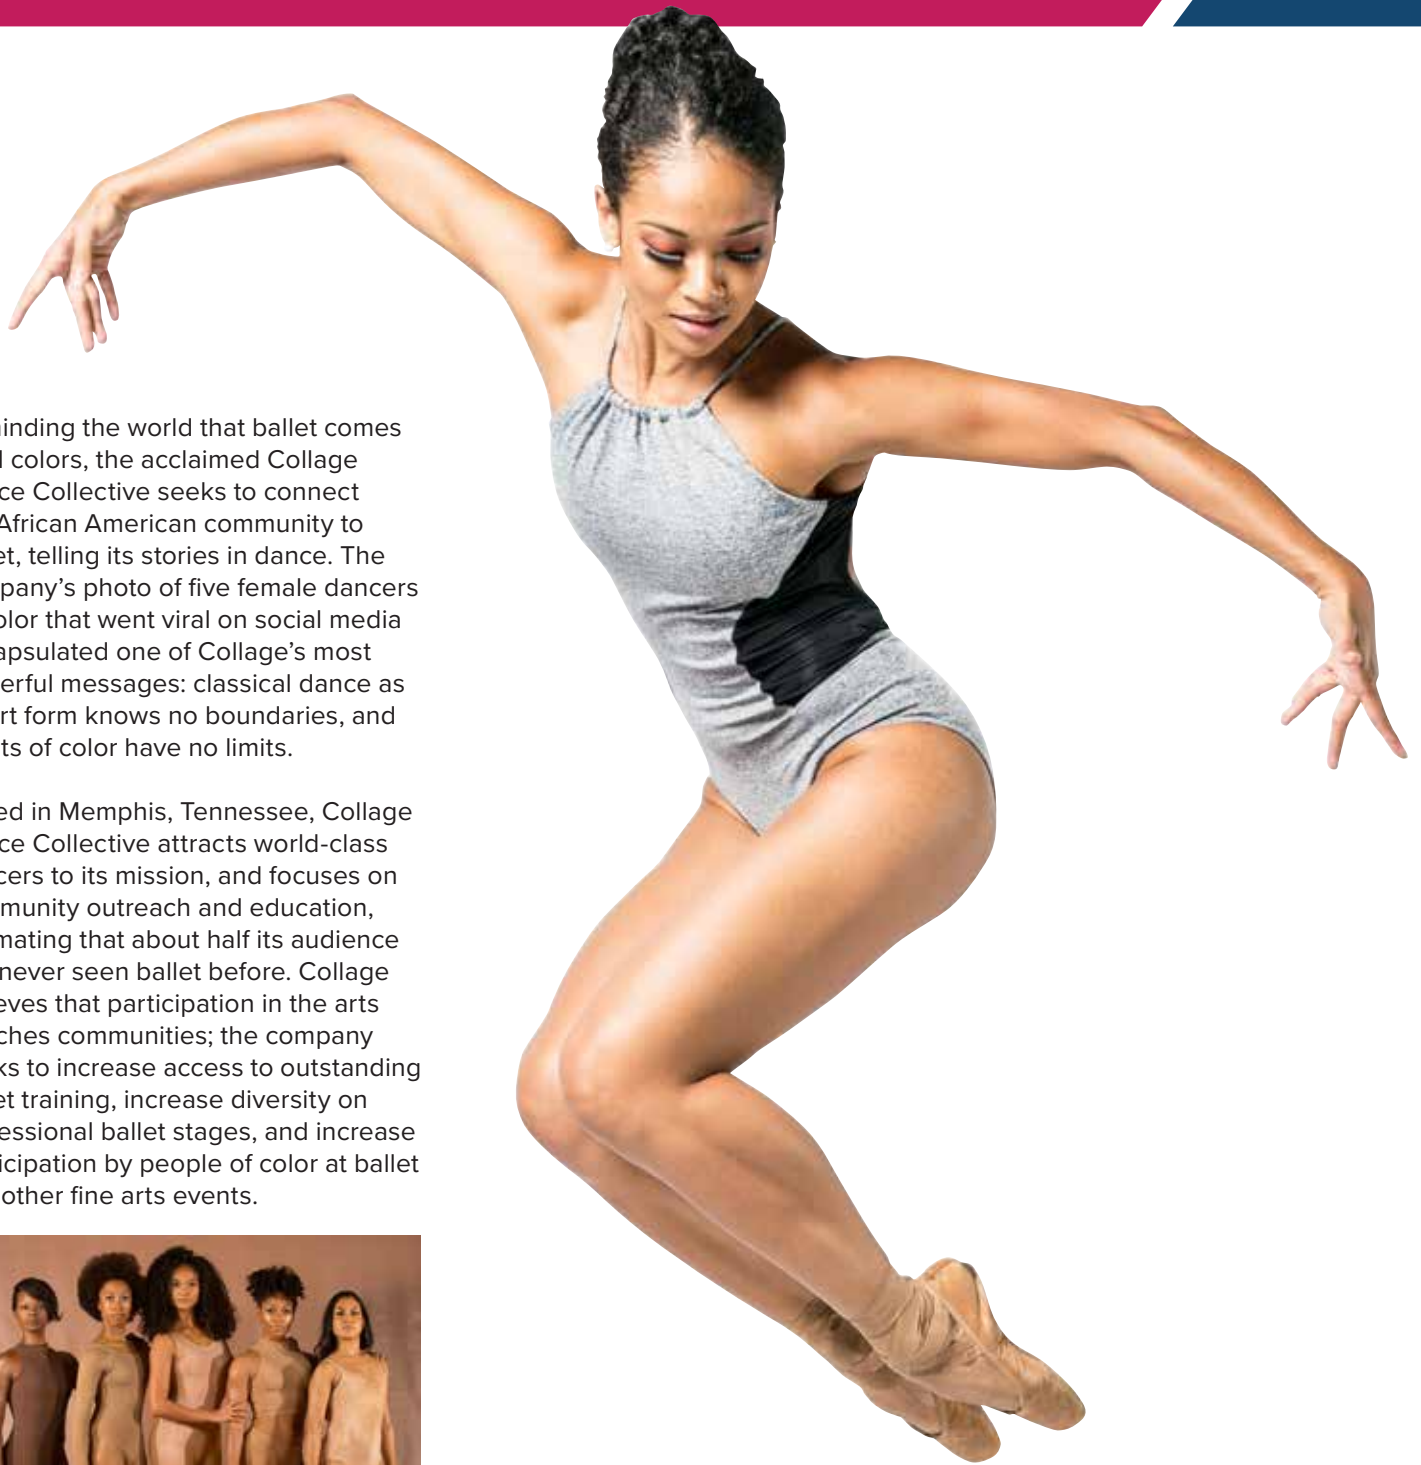 inding the world that ballet comes
l colors, the acclaimed Collage
ce Collective seeks to connect
African American community to
et, telling its stories in dance. The
pany’s photo of five female dancers
olor that went viral on social media
apsulated one of Collage’s most
erful messages: classical dance as
rt form knows no boundaries, and
ts of color have no limits.
ed in Memphis, Tennessee, Collage
ce Collective attracts world-class
cers to its mission, and focuses on
munity outreach and education,
mating that about half its audience
never seen ballet before. Collage
eves that participation in the arts
ches communities; the company
ks to increase access to outstanding
et training, increase diversity on
essional ballet stages, and increase
icipation by people of color at ballet
other fine arts events.